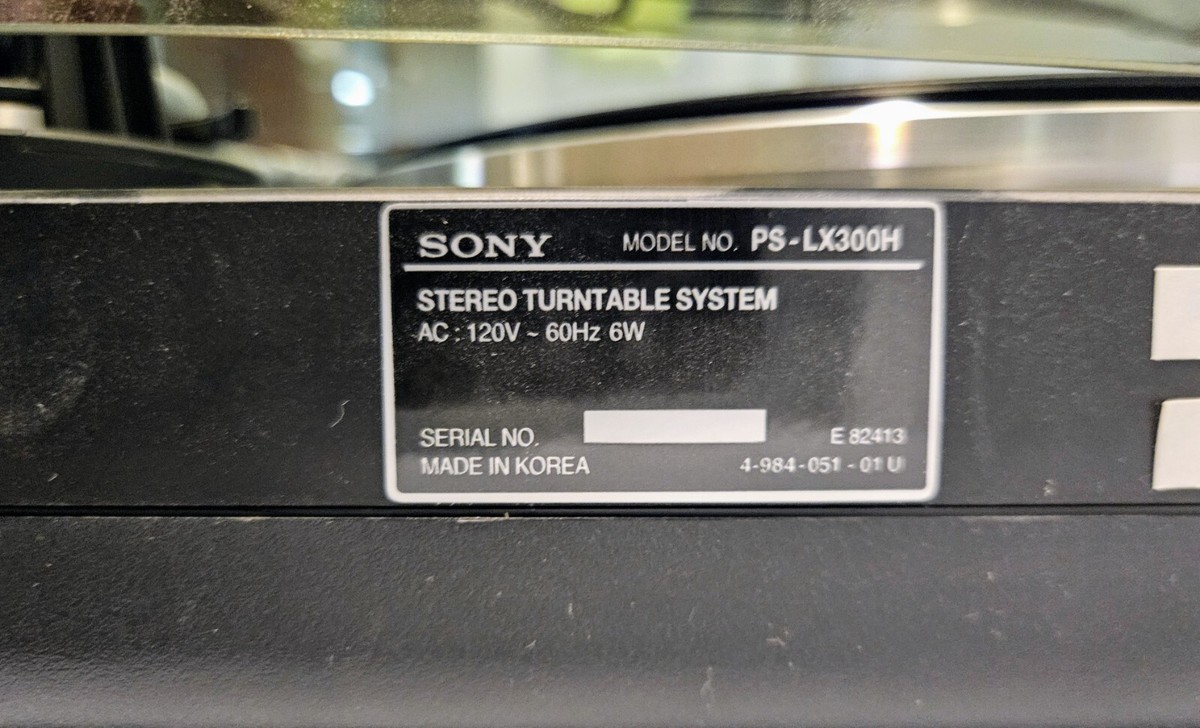 SONY MODEL NO. PS-LX300H
STEREO TURNTABLE SYSTEM
AC : 120V ~ 60Hz 6W
SERIAL NO. E 82413
MADE IN KOREA 4-984-051-01 U